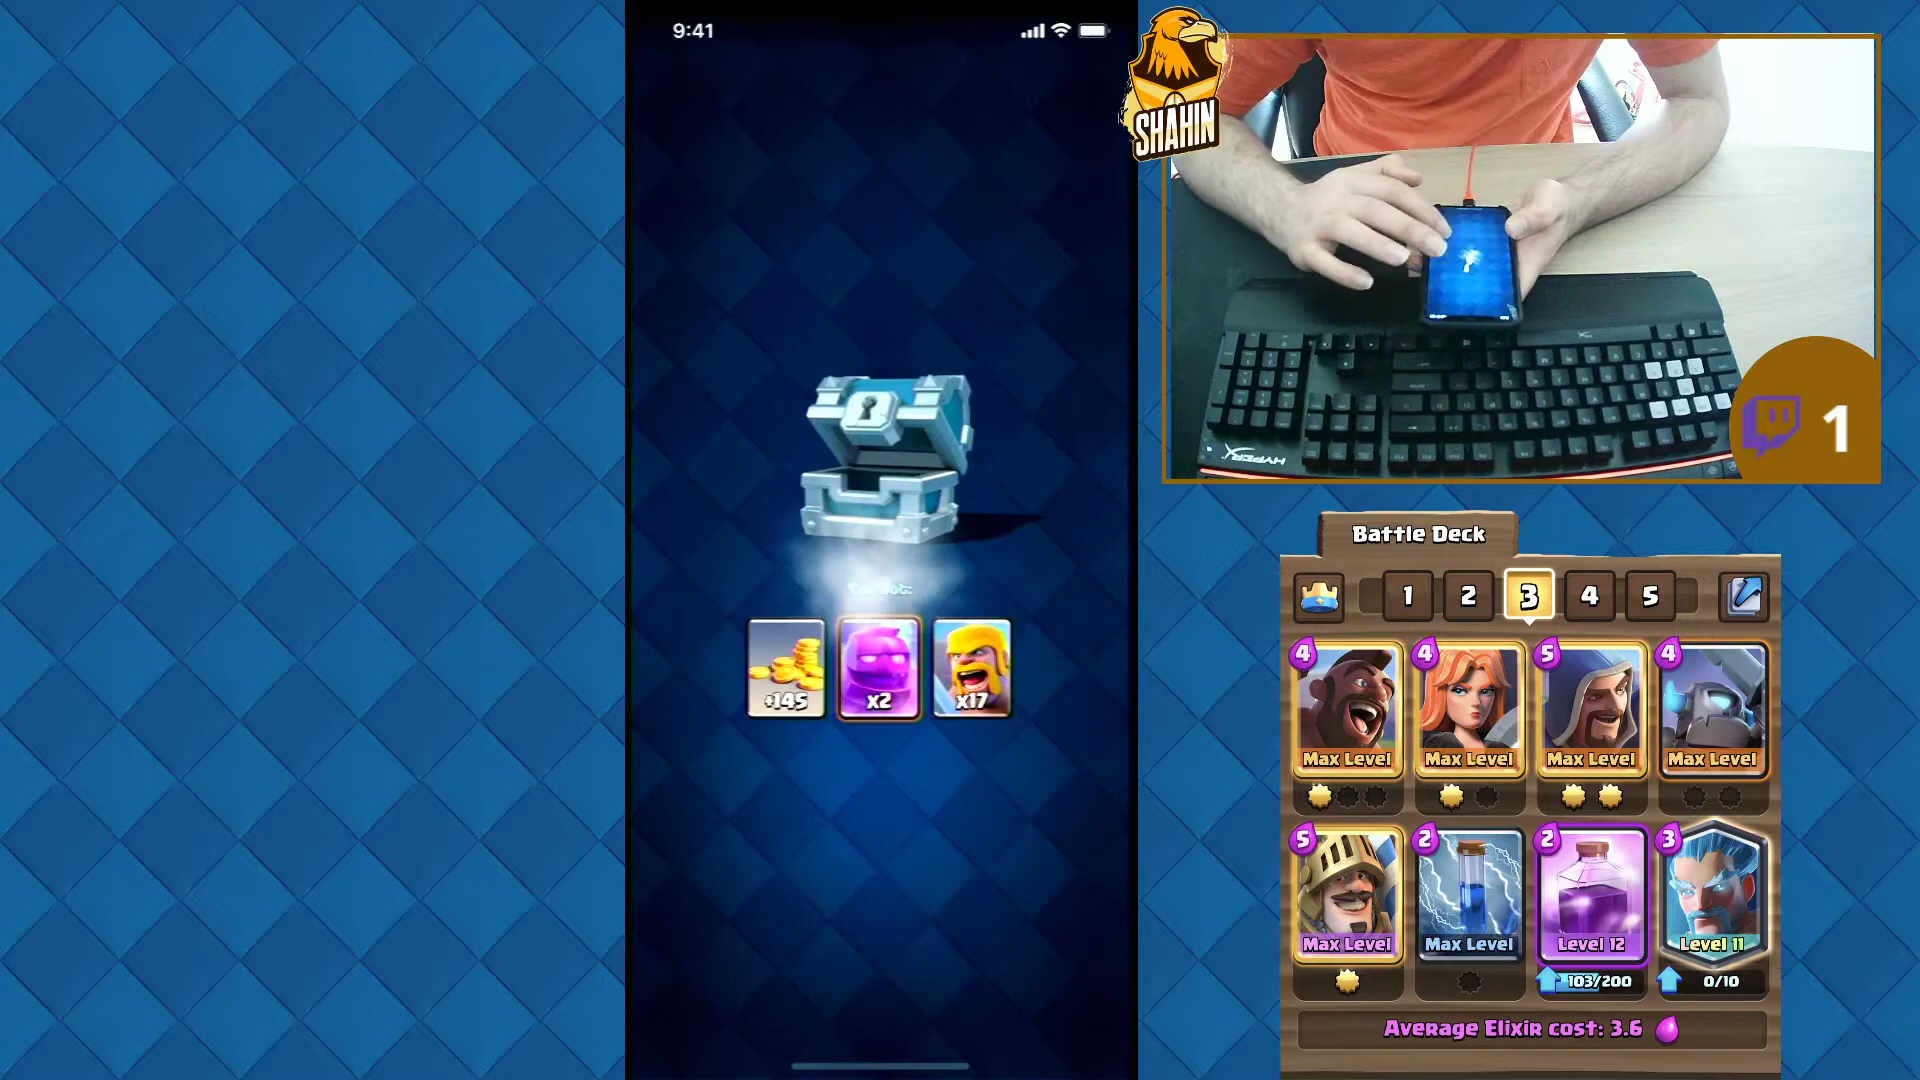 9:41
SHAHIN
HYPERX
1
+145
x2
x17
Battle Deck
1 2 3 4 5
4 4 5 4
Max Level Max Level Max Level Max Level
5 2 2 3
Max Level Max Level Level 12 Level 11
103/200 0/10
Average Elixir cost: 3.6